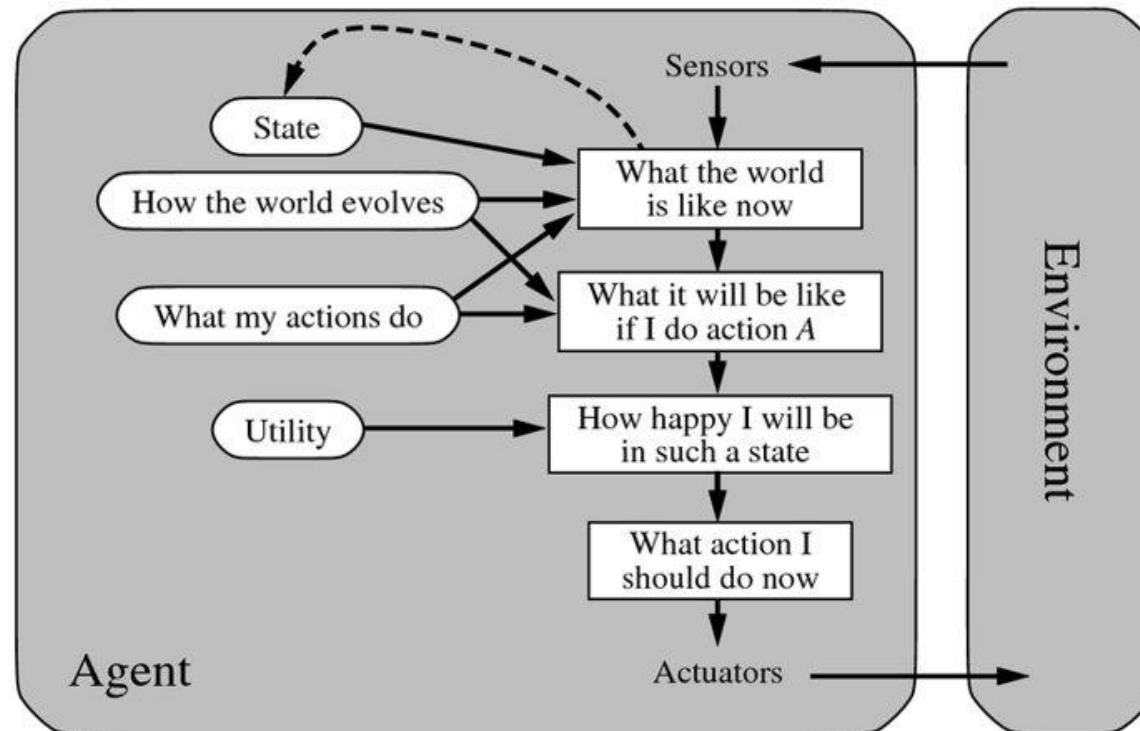 Sensors
State
What the world
is like now
How the world evolves
What my actions do
What it will be like
if I do action A
Utility
How happy I will be
in such a state
What action I
should do now
Agent
Actuators
Environment